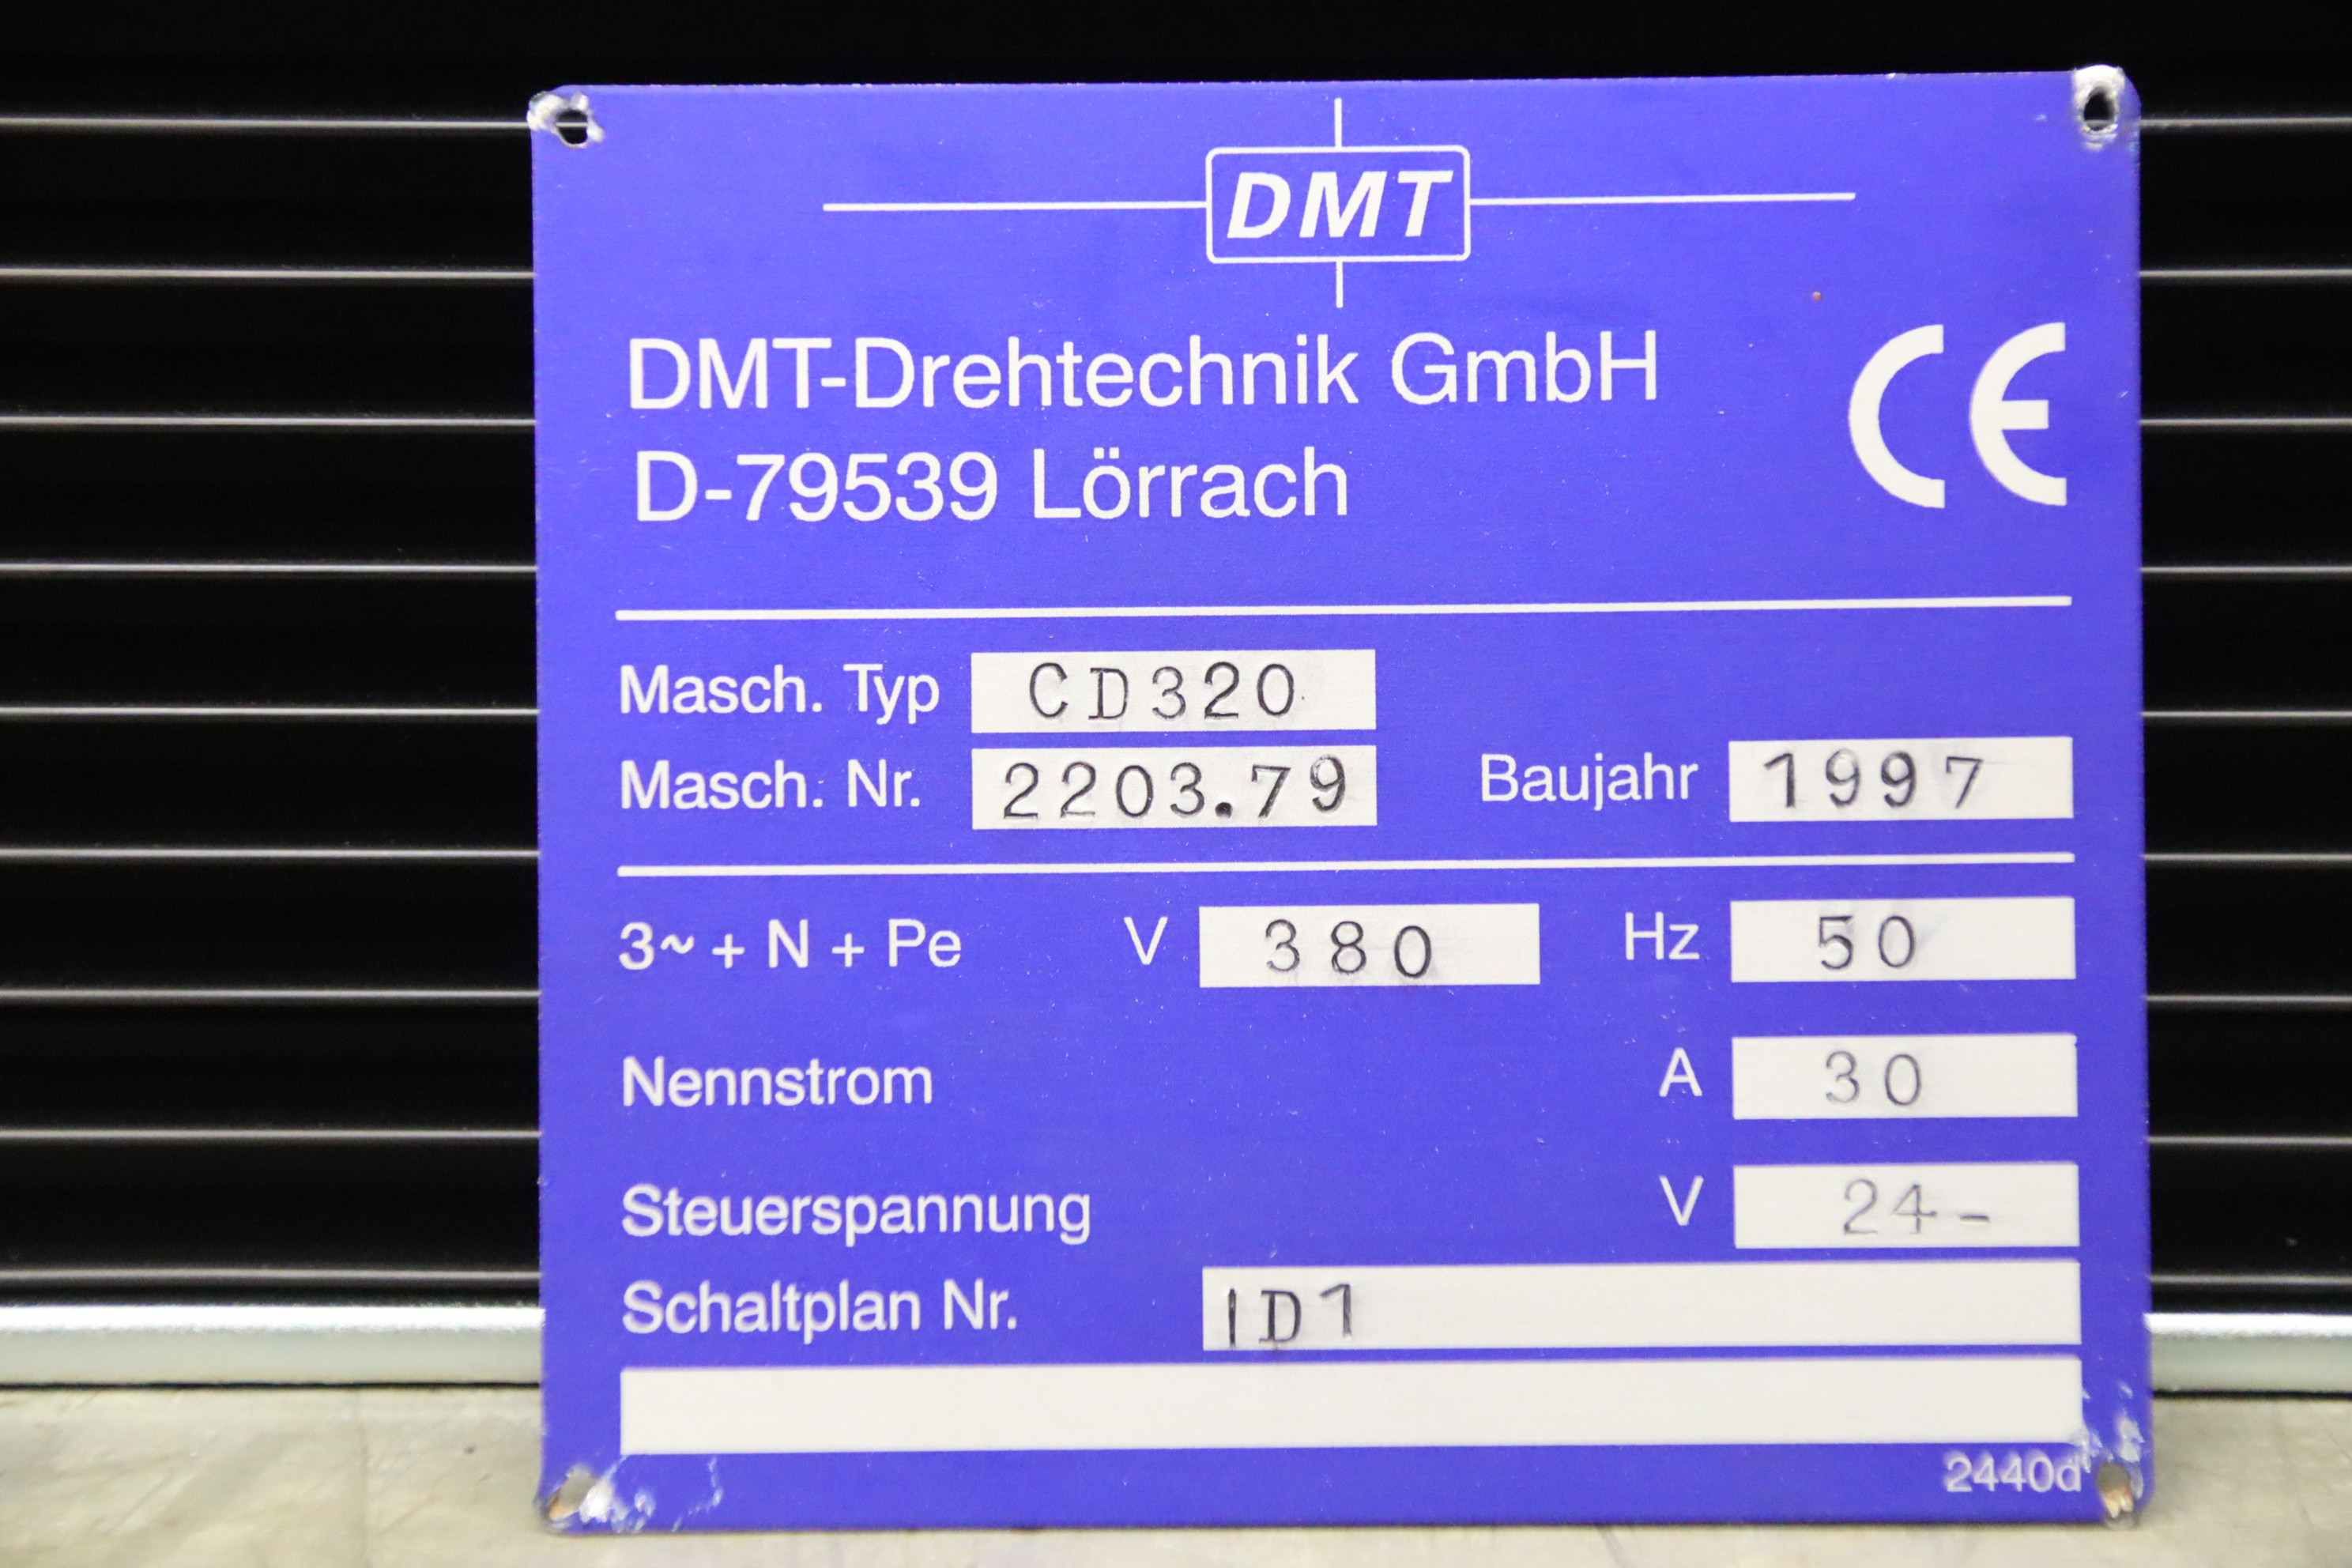 DMT
DMT-Drehtechnik GmbH
D-79539 Lörrach
CE
Masch. Typ CD320
Masch. Nr. 2203.79 Baujahr 1997
3~ + N + Pe V 380 Hz 50
Nennstrom A 30
Steuerspannung V 24-
Schaltplan Nr. ID1
2440d